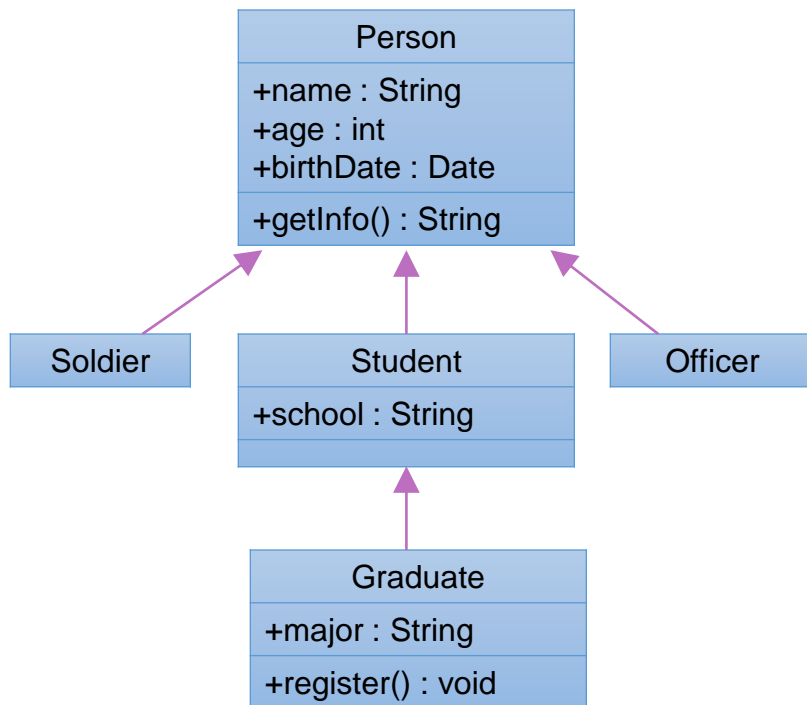 Person
+name : String
+age : int
+birthDate : Date
+getInfo() : String
Soldier
Student
Officer
+school : String
Graduate
+major : String
+register() : void